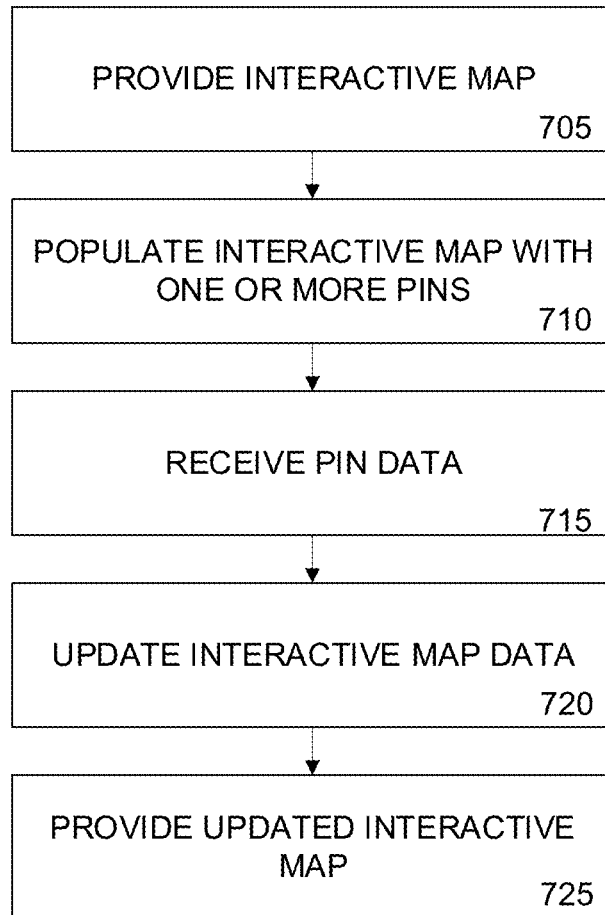 PROVIDE INTERACTIVE MAP
705
POPULATE INTERACTIVE MAP WITH
ONE OR MORE PINS
710
RECEIVE PIN DATA
715
UPDATE INTERACTIVE MAP DATA
720
PROVIDE UPDATED INTERACTIVE
MAP
725